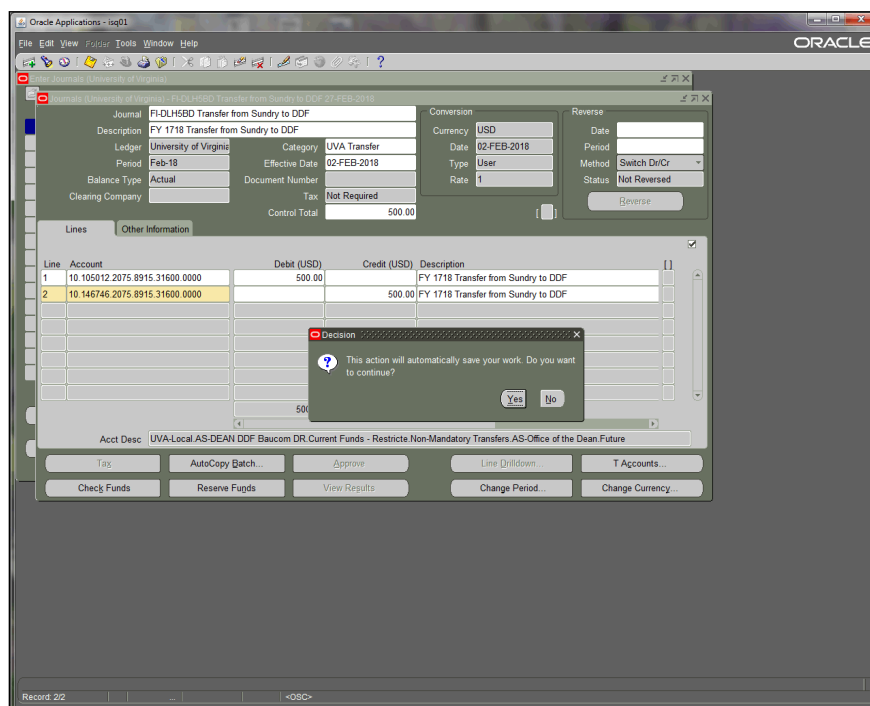 Oracle Applications - isq01
File Edit View Folder Tools Window Help
ORACLE
Enter Journals (University of Virginia)
Journals (University of Virginia) - FI-DLH5BD Transfer from Sundry to DDF 27-FEB-2018
Journal FI-DLH5BD Transfer from Sundry to DDF
Description FY 1718 Transfer from Sundry to DDF
Ledger University of Virginia Category UVA Transfer
Period Feb-18 Effective Date 02-FEB-2018
Balance Type Actual Document Number
Clearing Company Tax Not Required
Control Total 500.00
Conversion
Currency USD
Date 02-FEB-2018
Type User
Rate 1
Reverse
Date
Period
Method Switch Dr/Cr
Status Not Reversed
Reverse
[ ]
Lines Other Information
Line Account Debit (USD) Credit (USD) Description [ ]
1 10.105012.2075.8915.31600.0000 500.00 FY 1718 Transfer from Sundry to DDF
2 10.146746.2075.8915.31600.0000 500.00 FY 1718 Transfer from Sundry to DDF
Decision
This action will automatically save your work. Do you want
to continue?
Yes No
500
Acct Desc UVA-Local.AS-DEAN DDF Baucom DR.Current Funds - Restricte.Non-Mandatory Transfers.AS-Office of the Dean.Future
Tax AutoCopy Batch... Approve Line Drilldown... T Accounts...
Check Funds Reserve Funds View Results Change Period... Change Currency...
Record: 2/2 ... <OSC>